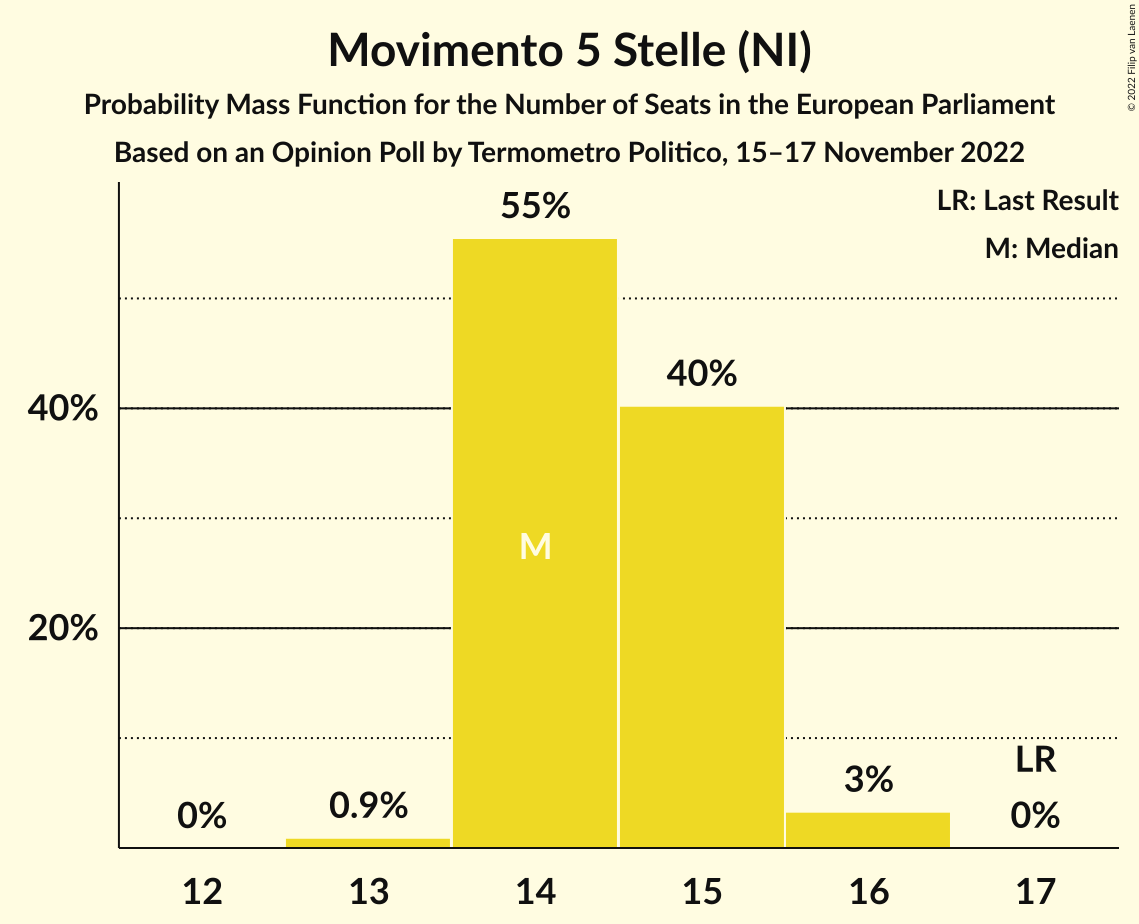 Movimento 5 Stelle (NI)
Probability Mass Function for the Number of Seats in the European Parliament
Based on an Opinion Poll by Termometro Politico, 15–17 November 2022
© 2022 Filip van Laenen
LR: Last Result
M: Median
55%
40%
40%
M
20%
LR
3%
0.9%
0%
0%
12 13 14 15 16 17